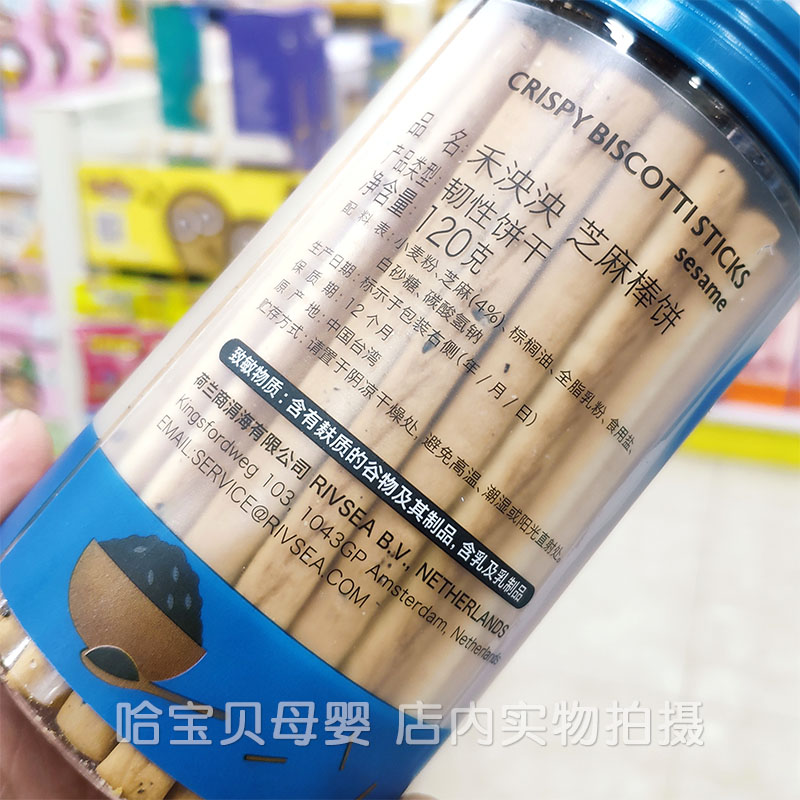 CRISPY BISCOTTI STICKS
sesame
品 名: 禾泱泱 芝麻棒饼
产品类型: 韧性饼干
净含量: 120克
配 料 表: 小麦粉、芝麻(4%)、棕榈油、全脂乳粉、食用盐、
白砂糖、碳酸氢钠
生产日期: 标示于包装右侧(年/月/日)
保 质 期: 12个月
原 产 地: 中国台湾
贮存方式: 请置于阴凉干燥处, 避免高温、潮湿或阳光直射处。
致敏物质: 含有麸质的谷物及其制品, 含乳及乳制品
荷兰商渭海有限公司 RIVSEA B.V., NETHERLANDS
Kingsfordweg 103, 1043GP Amsterdam, Netherlands
EMAIL:SERVICE@RIVSEA.COM
哈宝贝母婴 店内实物拍摄